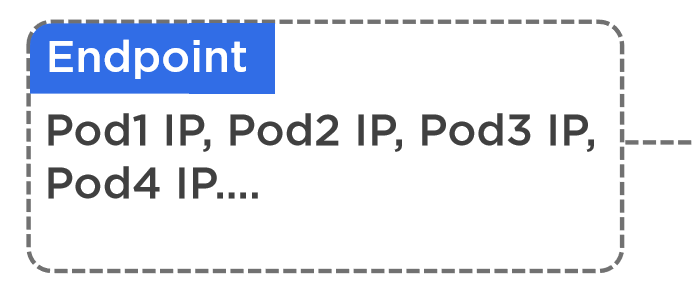 Endpoint
Pod1 IP, Pod2 IP, Pod3 IP,
Pod4 IP....